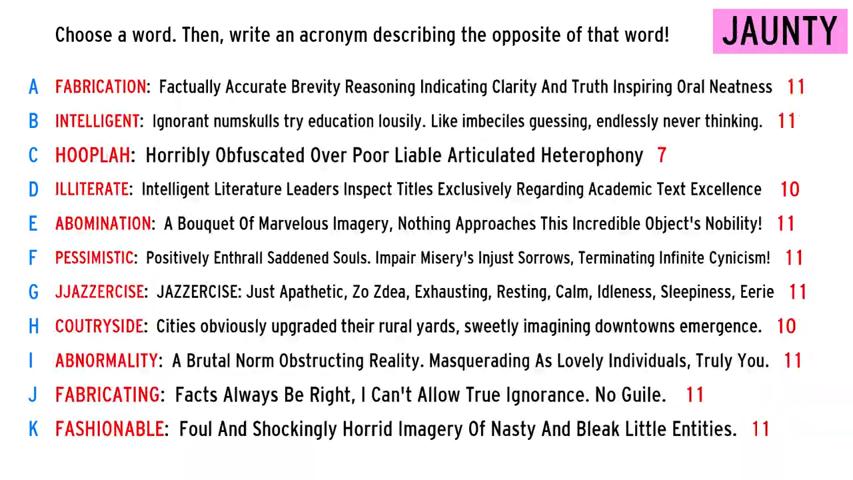 Choose a word. Then, write an acronym describing the opposite of that word!
JAUNTY
A FABRICATION: Factually Accurate Brevity Reasoning Indicating Clarity And Truth Inspiring Oral Neatness 11
B INTELLIGENT: Ignorant numskulls try education lousily. Like imbeciles guessing, endlessly never thinking. 11
C HOOPLAH: Horribly Obfuscated Over Poor Liable Articulated Heterophony 7
D ILLITERATE: Intelligent Literature Leaders Inspect Titles Exclusively Regarding Academic Text Excellence 10
E ABOMINATION: A Bouquet Of Marvelous Imagery, Nothing Approaches This Incredible Object's Nobility! 11
F PESSIMISTIC: Positively Enthrall Saddened Souls. Impair Misery's Injust Sorrows, Terminating Infinite Cynicism! 11
G JJAZZERCISE: JAZZERCISE: Just Apathetic, Zo Zdea, Exhausting, Resting, Calm, Idleness, Sleepiness, Eerie 11
H COUTRYSIDE: Cities obviously upgraded their rural yards, sweetly imagining downtowns emergence. 10
I ABNORMALITY: A Brutal Norm Obstructing Reality. Masquerading As Lovely Individuals, Truly You. 11
J FABRICATING: Facts Always Be Right, I Can't Allow True Ignorance. No Guile. 11
K FASHIONABLE: Foul And Shockingly Horrid Imagery Of Nasty And Bleak Little Entities. 11